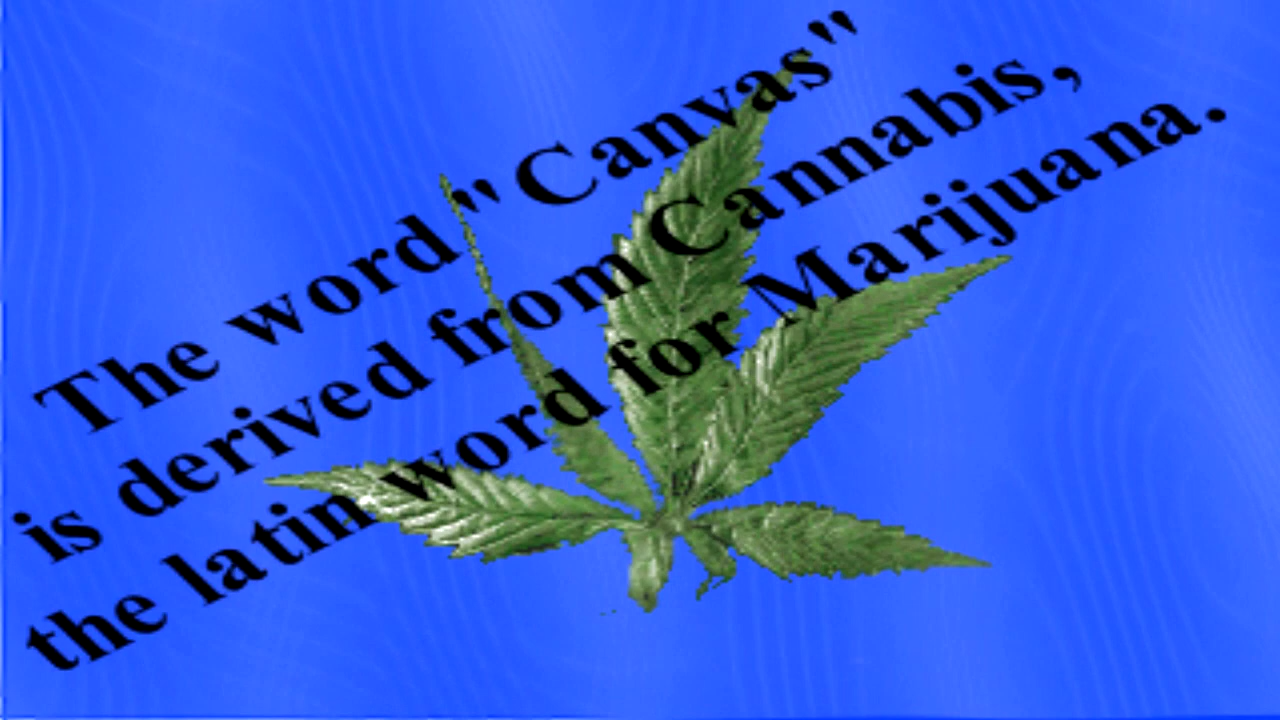 The word "Canvas"
is derived from Cannabis,
the latin word for Marijuana.